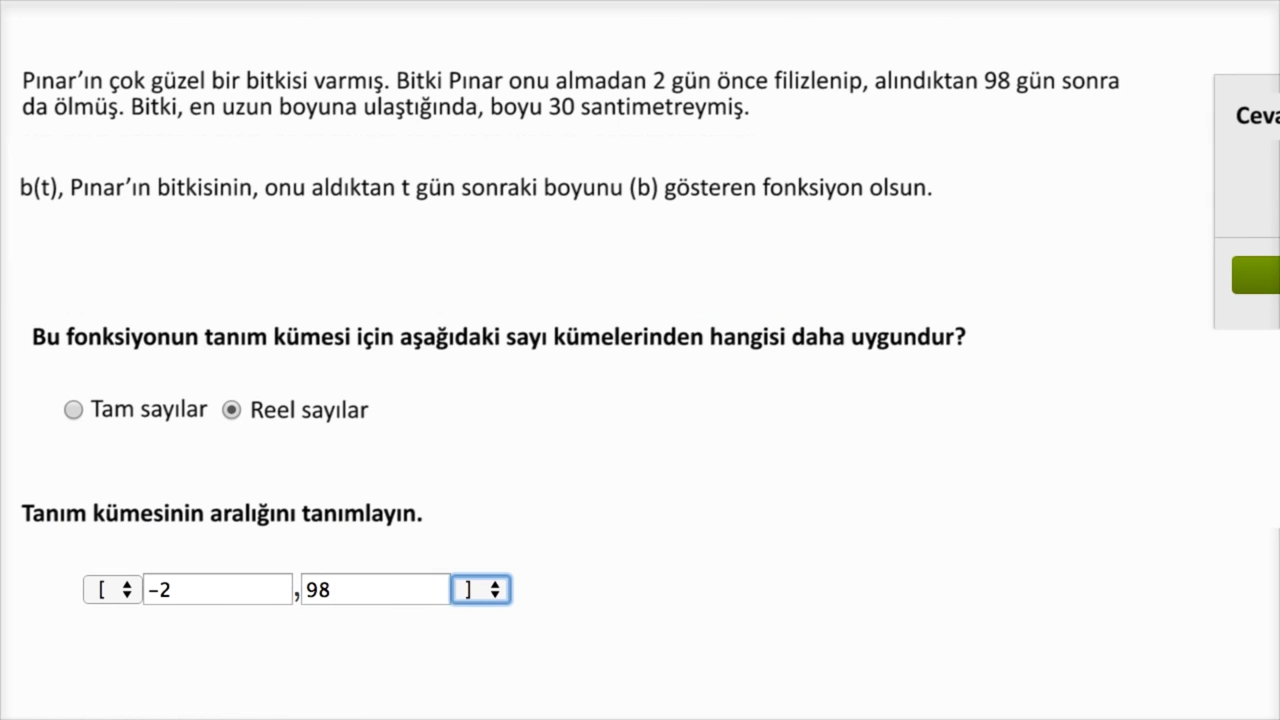 Pınar’ın çok güzel bir bitkisi varmış. Bitki Pınar onu almadan 2 gün önce filizlenip, alındıktan 98 gün sonra
da ölmüş. Bitki, en uzun boyuna ulaştığında, boyu 30 santimetreymiş.
b(t), Pınar’ın bitkisinin, onu aldıktan t gün sonraki boyunu (b) gösteren fonksiyon olsun.
Ceva
Bu fonksiyonun tanım kümesi için aşağıdaki sayı kümelerinden hangisi daha uygundur?
Tam sayılar Reel sayılar
Tanım kümesinin aralığını tanımlayın.
[ -2 , 98 ]